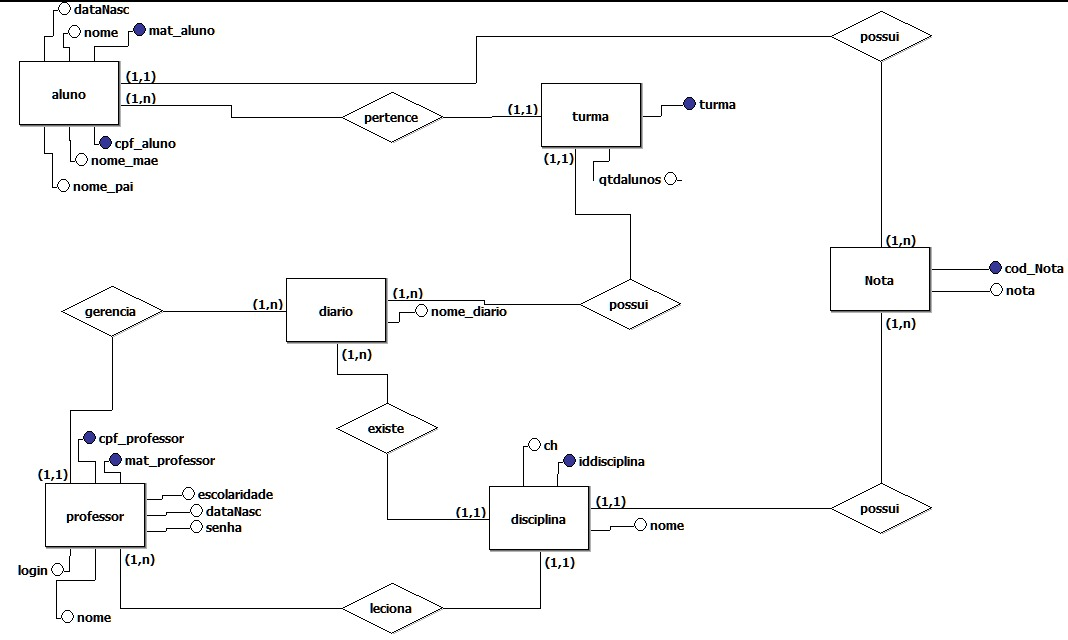 dataNasc
nome
mat_aluno
possui
aluno
(1,1)
(1,n)
pertence
(1,1)
turma
turma
cpf_aluno
nome_mae
nome_pai
(1,1)
qtdalunos
(1,n)
Nota
cod_Nota
nota
(1,n)
gerencia
(1,n)
diario
(1,n)
nome_diario
possui
(1,n)
existe
cpf_professor
mat_professor
(1,1)
professor
escolaridade
dataNasc
senha
login
nome
(1,n)
ch
iddisciplina
(1,1)
disciplina
(1,1)
nome
possui
(1,1)
leciona